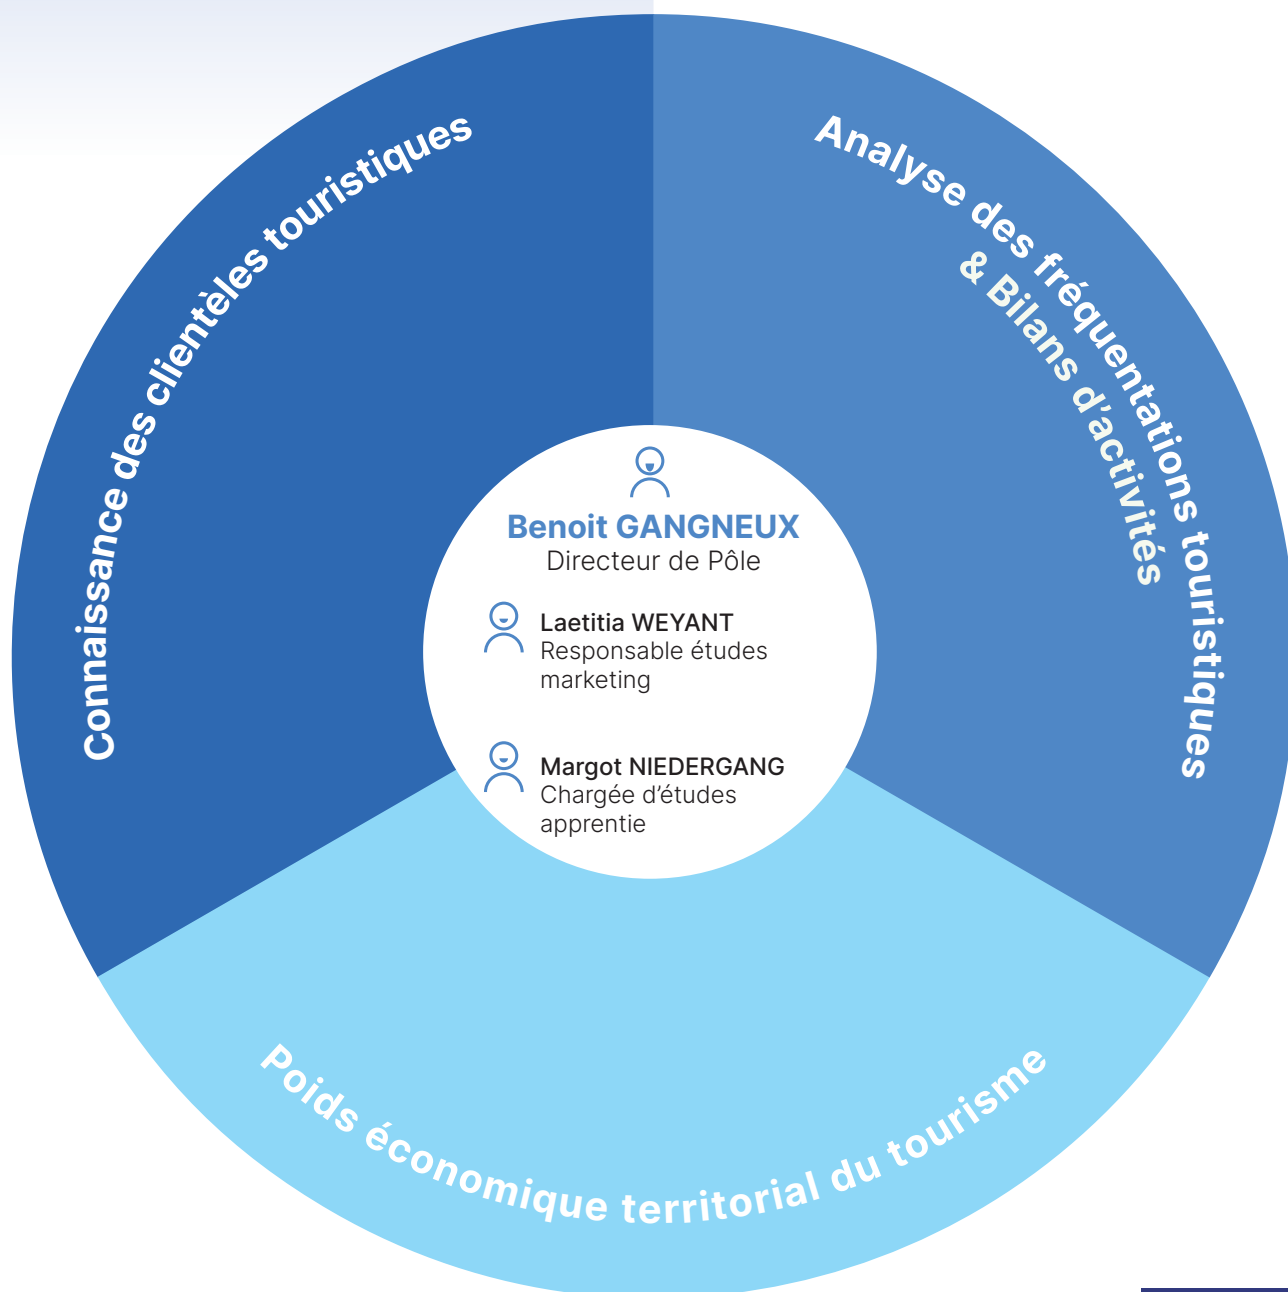 Connaissance des clientèles touristiques
Analyse des fréquentations touristiques
& Bilans d’activités
Benoit GANGNEUX
Directeur de Pôle
Laetitia WEYANT
Responsable études
marketing
Margot NIEDERGANG
Chargée d’études
apprentie
Poids économique territorial du tourisme